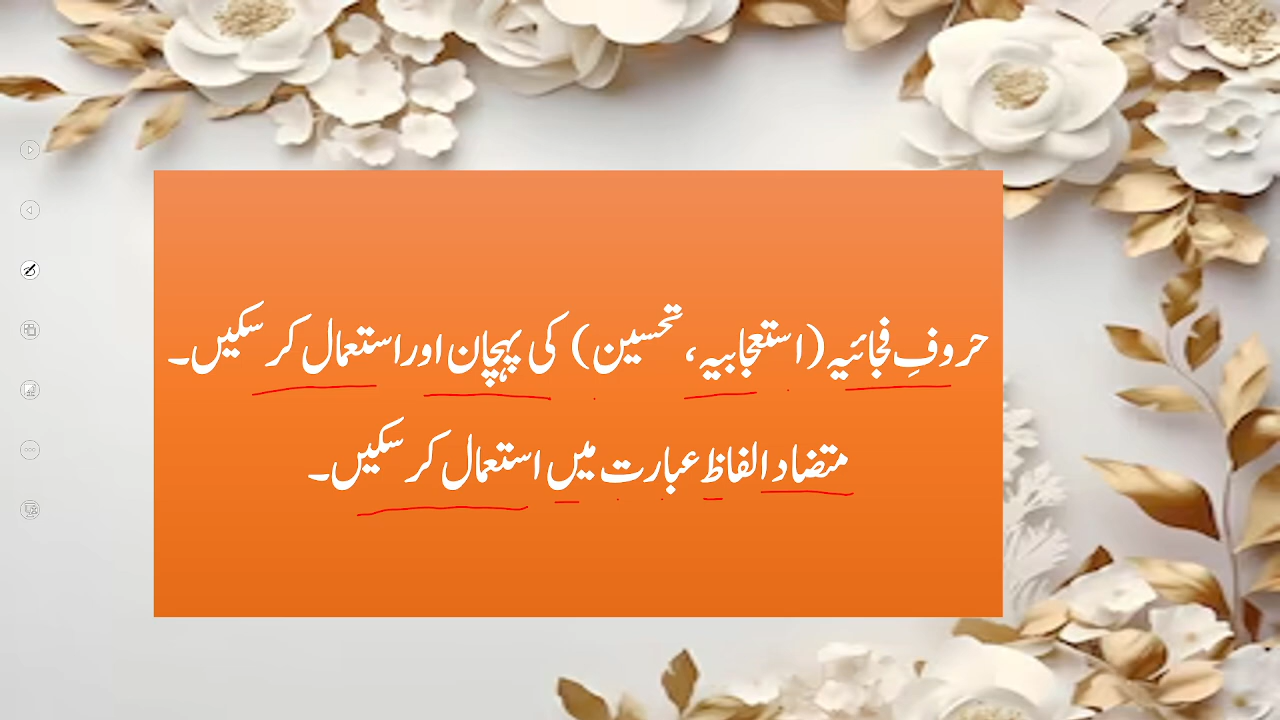 حروفِ فجائیہ (استعجابیہ، تحسین) کی پہچان اور استعمال کر سکیں۔
متضاد الفاظ عبارت میں استعمال کر سکیں۔